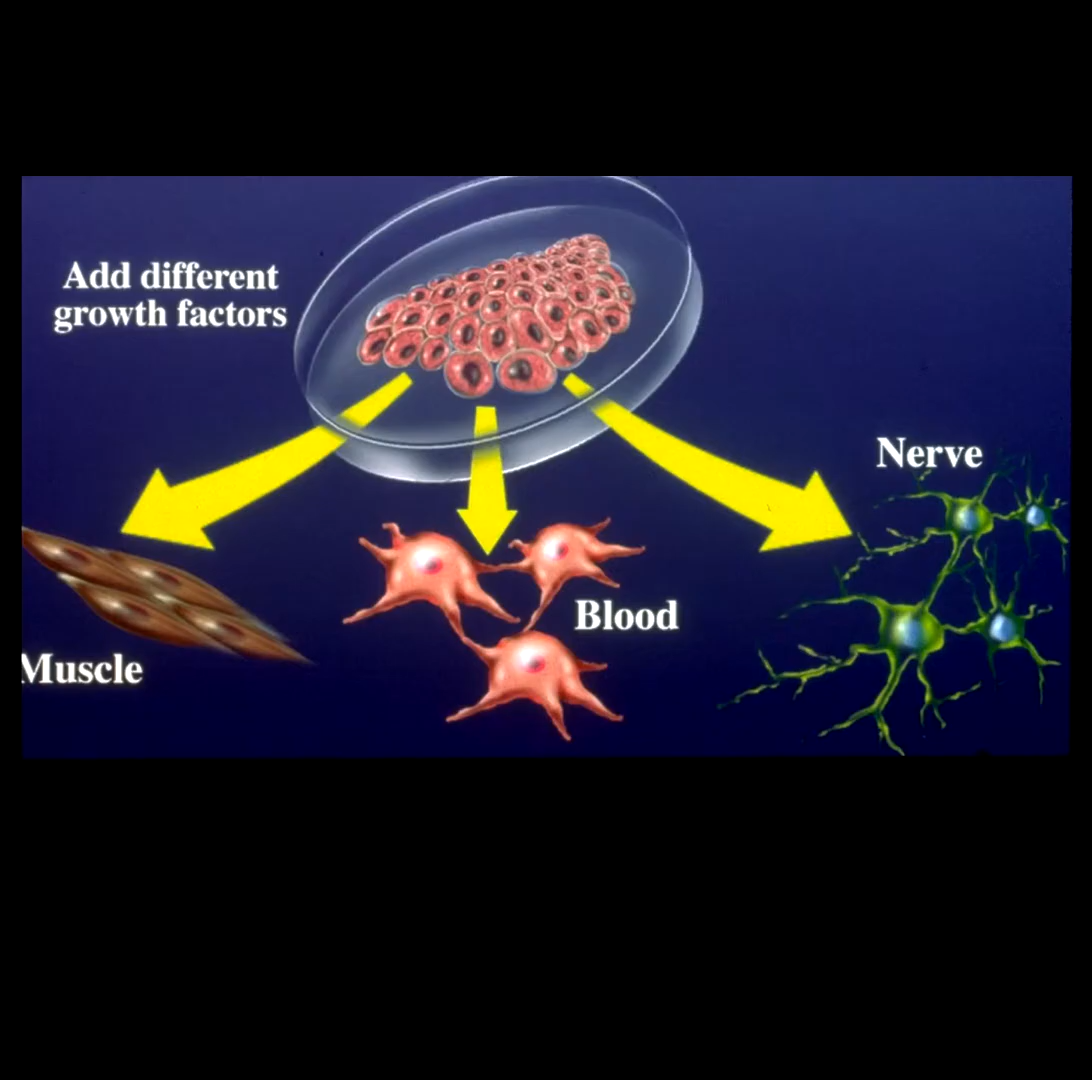 Add different
growth factors
Nerve
Blood
Muscle